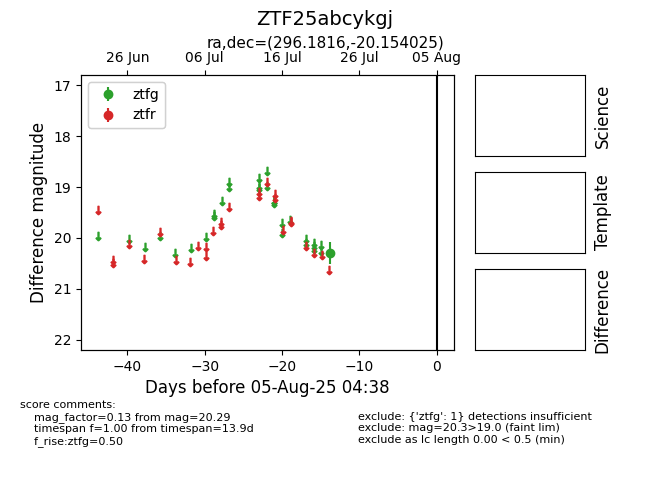 ZTF25abcykgj
ra,dec=(296.1816,-20.154025)
26 Jun 06 Jul 16 Jul 26 Jul 05 Aug
ztfg
ztfr
17
18
19
20
21
22
Difference magnitude
−40 −30 −20 −10 0
Days before 05-Aug-25 04:38
Science
Template
Difference
score comments:
mag_factor=0.13 from mag=20.29
timespan f=1.00 from timespan=13.9d
f_rise:ztfg=0.50
exclude: {'ztfg': 1} detections insufficient
exclude: mag=20.3>19.0 (faint lim)
exclude as lc length 0.00 < 0.5 (min)